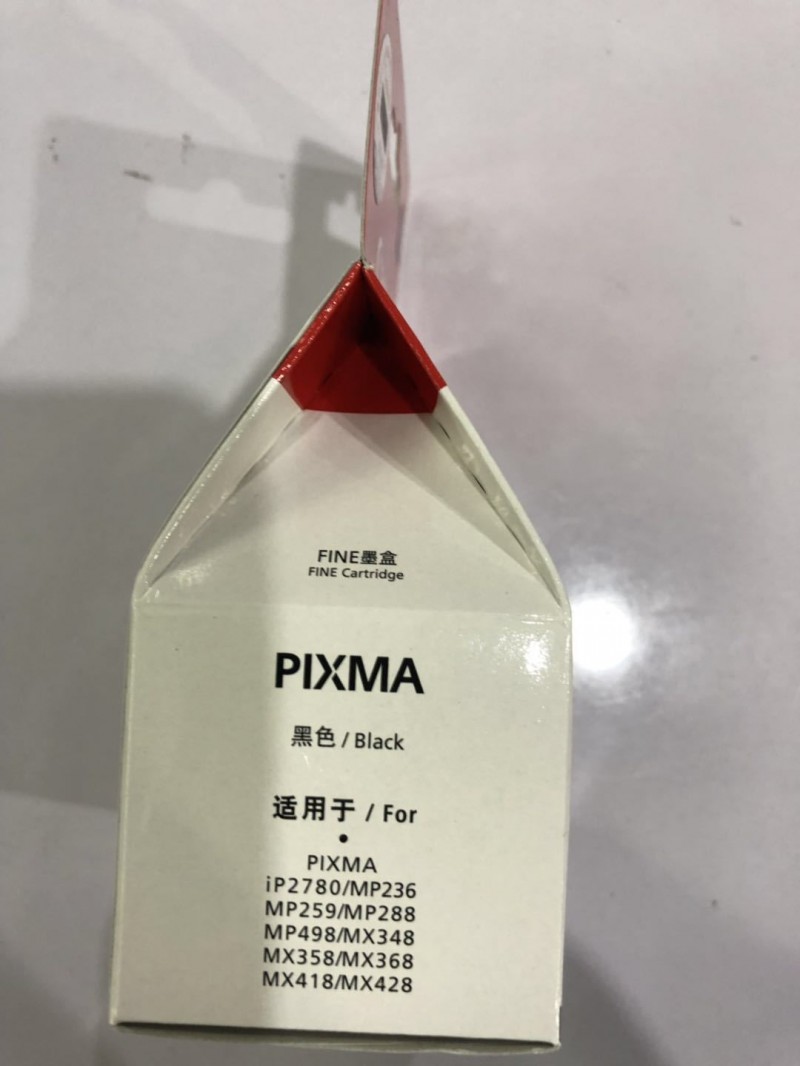 FINE墨盒
FINE Cartridge
PIXMA
黑色 / Black
适用于 / For
•
PIXMA
iP2780/MP236
MP259/MP288
MP498/MX348
MX358/MX368
MX418/MX428